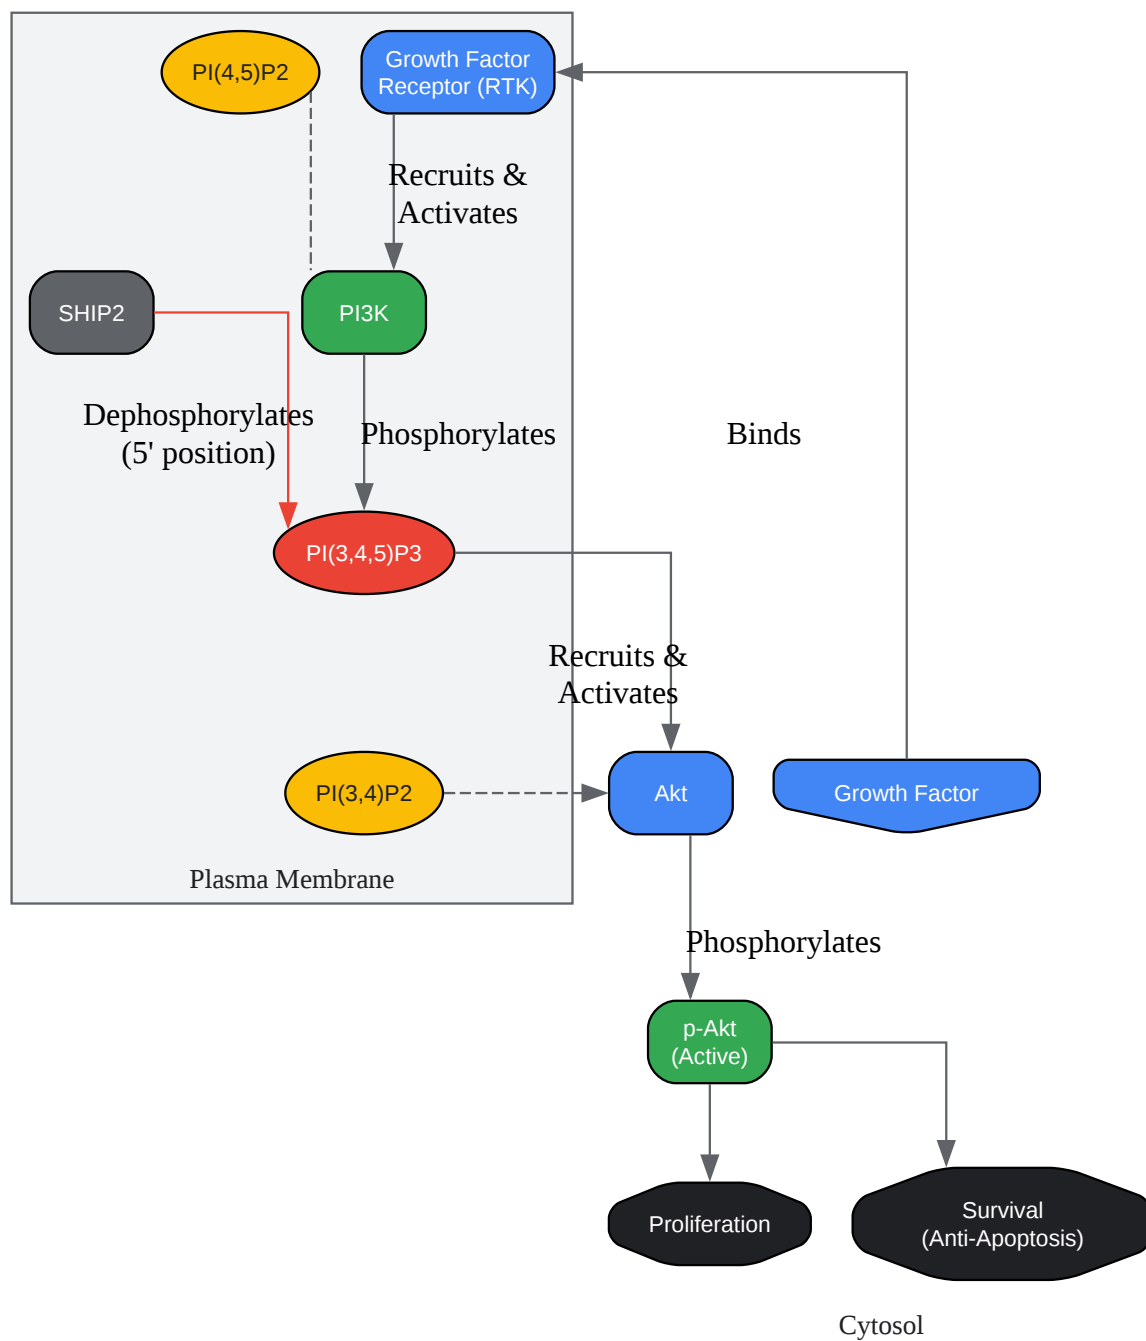 PI(4,5)P2
Growth Factor
Receptor (RTK)
Recruits &
Activates
SHIP2
PI3K
Dephosphorylates
(5' position)
Phosphorylates
Binds
PI(3,4,5)P3
Recruits &
Activates
PI(3,4)P2
Akt
Growth Factor
Plasma Membrane
Phosphorylates
p-Akt
(Active)
Proliferation
Survival
(Anti-Apoptosis)
Cytosol